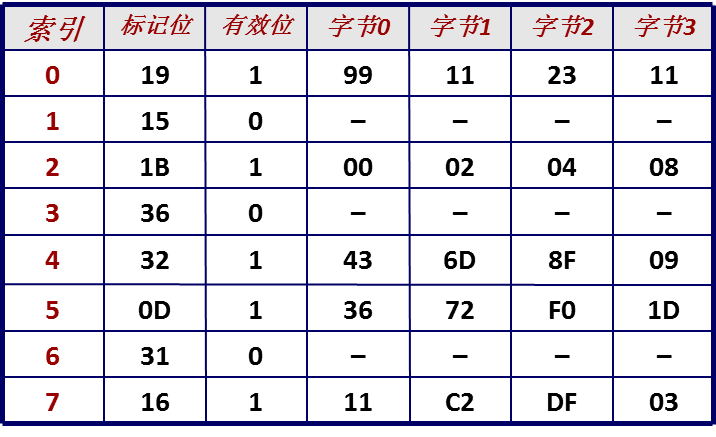 索引 标记位 有效位 字节0 字节1 字节2 字节3
0 19 1 99 11 23 11
1 15 0 – – – –
2 1B 1 00 02 04 08
3 36 0 – – – –
4 32 1 43 6D 8F 09
5 0D 1 36 72 F0 1D
6 31 0 – – – –
7 16 1 11 C2 DF 03